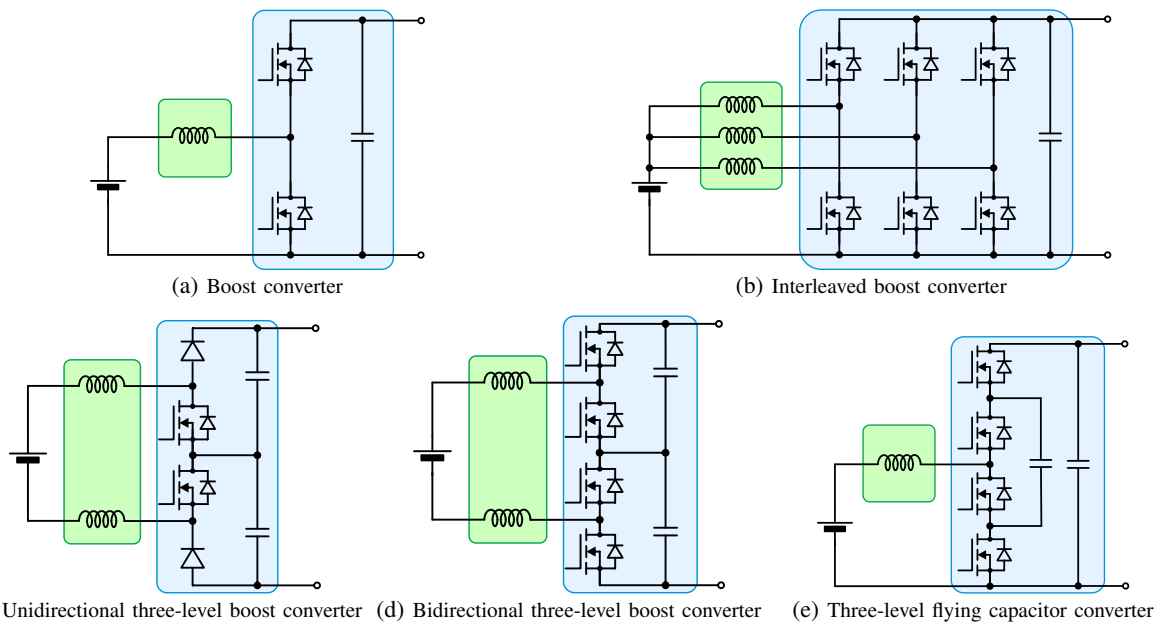 (a) Boost converter
(b) Interleaved boost converter
Unidirectional three-level boost converter
(d) Bidirectional three-level boost converter
(e) Three-level flying capacitor converter